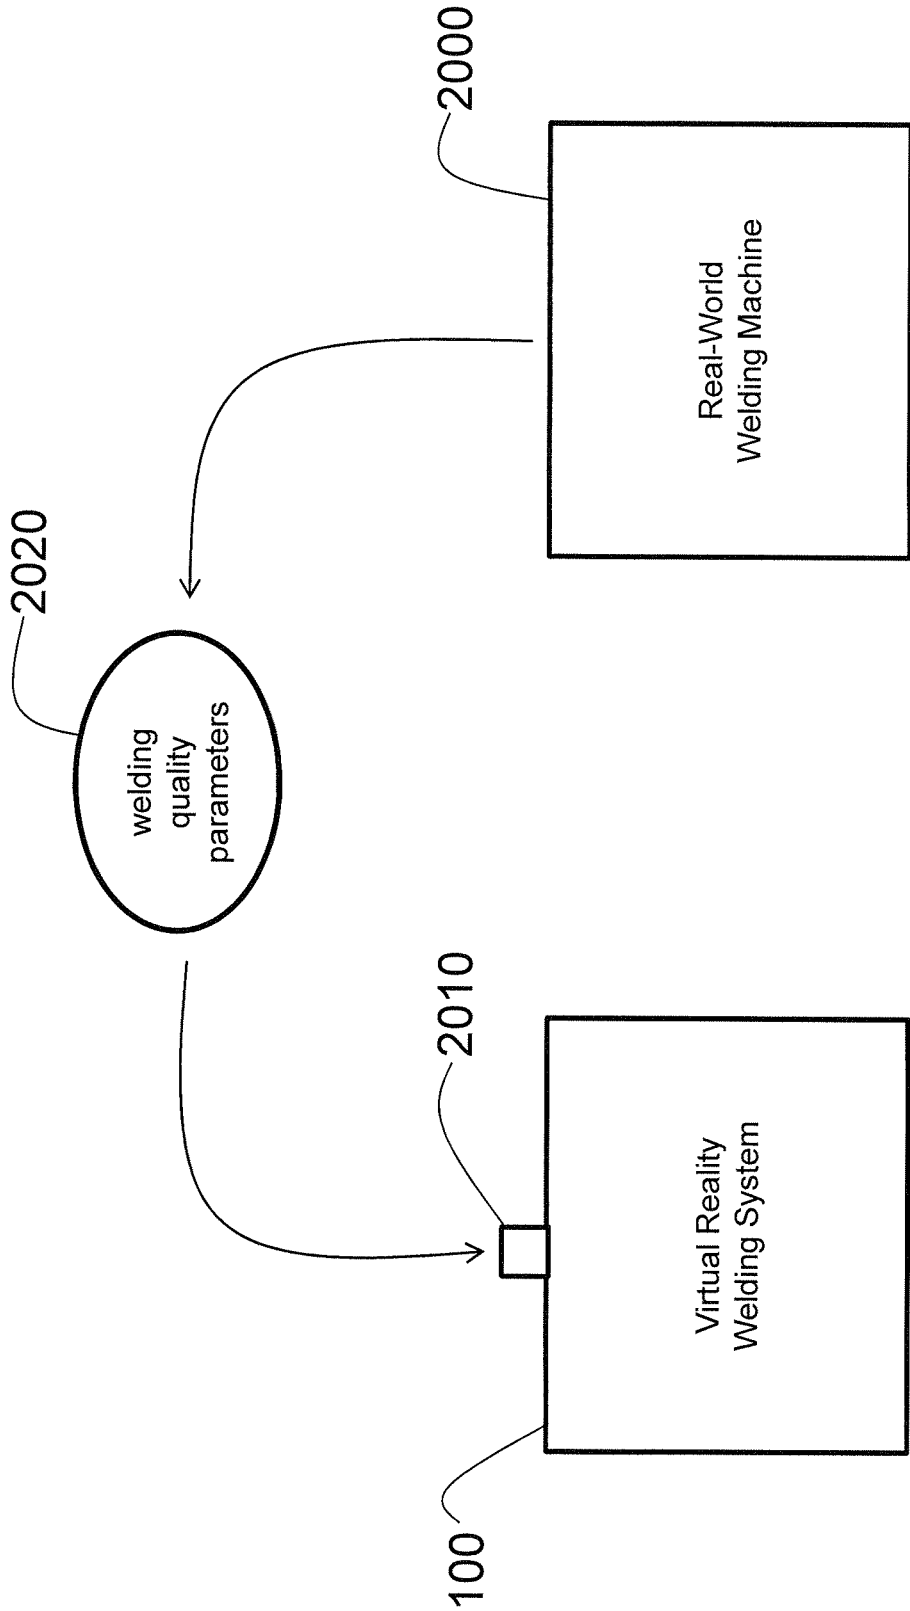 2020
welding
quality
parameters
100
2010
2000
Virtual Reality
Welding System
Real-World
Welding Machine